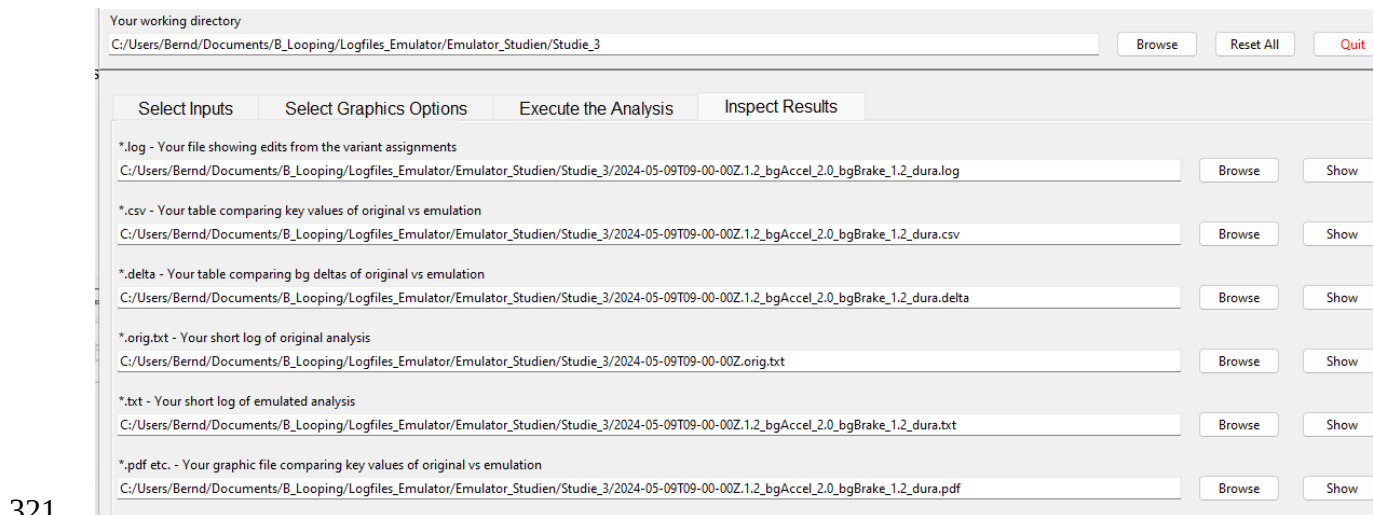 Your working directory
C:/Users/Bernd/Documents/B_Looping/Logfiles_Emulator/Emulator_Studien/Studie_3 Browse Reset All Quit
s
Select Inputs Select Graphics Options Execute the Analysis Inspect Results
*.log - Your file showing edits from the variant assignments
C:/Users/Bernd/Documents/B_Looping/Logfiles_Emulator/Emulator_Studien/Studie_3/2024-05-09T09-00-00Z.1.2_bgAccel_2.0_bgBrake_1.2_dura.log Browse Show
*.csv - Your table comparing key values of original vs emulation
C:/Users/Bernd/Documents/B_Looping/Logfiles_Emulator/Emulator_Studien/Studie_3/2024-05-09T09-00-00Z.1.2_bgAccel_2.0_bgBrake_1.2_dura.csv Browse Show
*.delta - Your table comparing bg deltas of original vs emulation
C:/Users/Bernd/Documents/B_Looping/Logfiles_Emulator/Emulator_Studien/Studie_3/2024-05-09T09-00-00Z.1.2_bgAccel_2.0_bgBrake_1.2_dura.delta Browse Show
*.orig.txt - Your short log of original analysis
C:/Users/Bernd/Documents/B_Looping/Logfiles_Emulator/Emulator_Studien/Studie_3/2024-05-09T09-00-00Z.orig.txt Browse Show
*.txt - Your short log of emulated analysis
C:/Users/Bernd/Documents/B_Looping/Logfiles_Emulator/Emulator_Studien/Studie_3/2024-05-09T09-00-00Z.1.2_bgAccel_2.0_bgBrake_1.2_dura.txt Browse Show
*.pdf etc. - Your graphic file comparing key values of original vs emulation
C:/Users/Bernd/Documents/B_Looping/Logfiles_Emulator/Emulator_Studien/Studie_3/2024-05-09T09-00-00Z.1.2_bgAccel_2.0_bgBrake_1.2_dura.pdf Browse Show
321